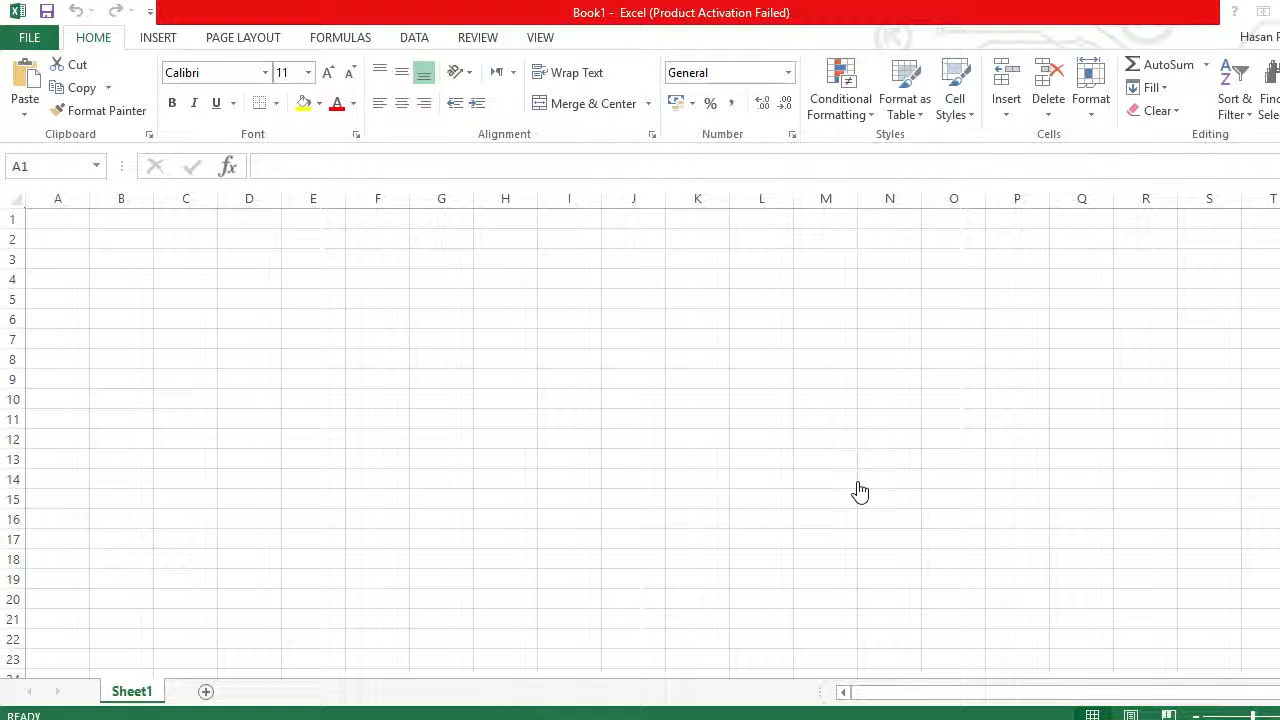 Book1 - Excel (Product Activation Failed)
?
FILE
HOME
INSERT
PAGE LAYOUT
FORMULAS
DATA
REVIEW
VIEW
Hasan
Paste
Cut
Copy
Format Painter
Clipboard
Calibri
11
A
A
B
I
U
A
Font
Wrap Text
Merge & Center
Alignment
General
%
Number
Conditional
Formatting
Format as
Table
Cell
Styles
Styles
Insert
Delete
Format
Cells
AutoSum
Fill
Clear
Sort &
Filter
Editing
A1
fx
A B C D E F G H I J K L M N O P Q R S T
1
2
3
4
5
6
7
8
9
10
11
12
13
14
15
16
17
18
19
20
21
22
23
Sheet1
READY